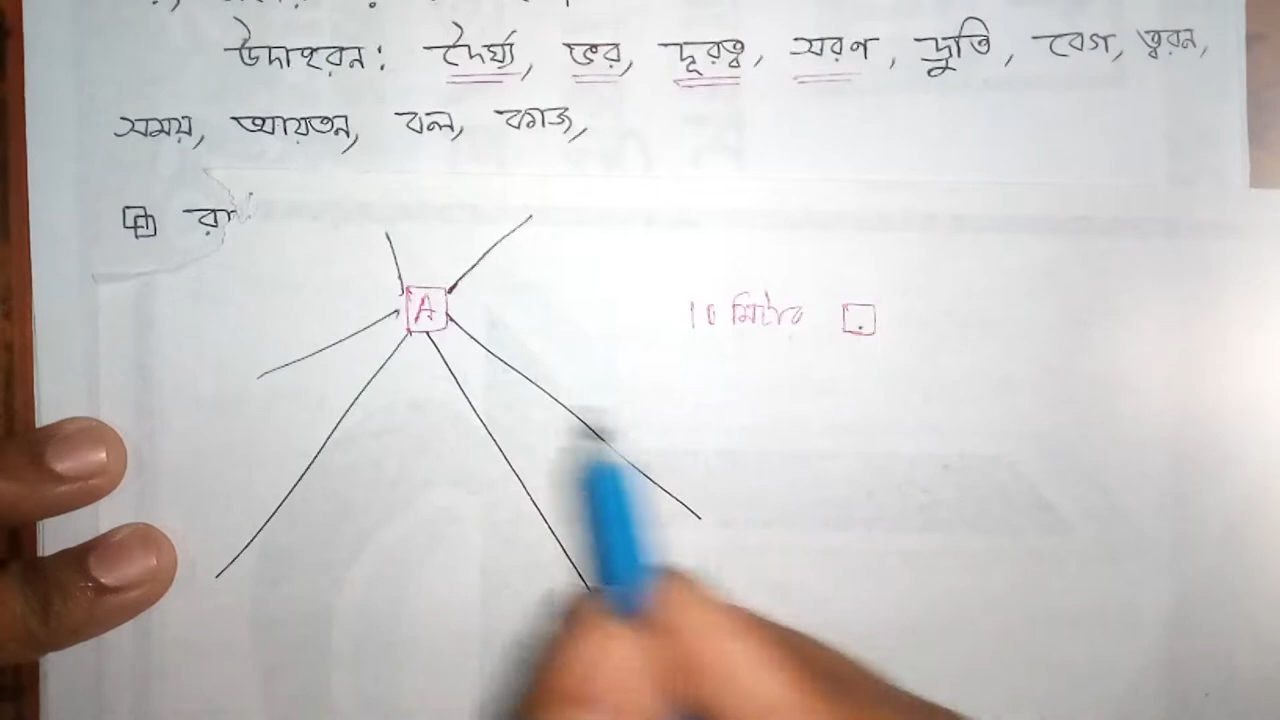 উদাহরন: দৈর্ঘ্য, ভর, দূরত্ব, সরণ, দ্রুতি, বেগ, ত্বরন,
সময়, আয়তন, বল, কাজ,
A
10 মিটার